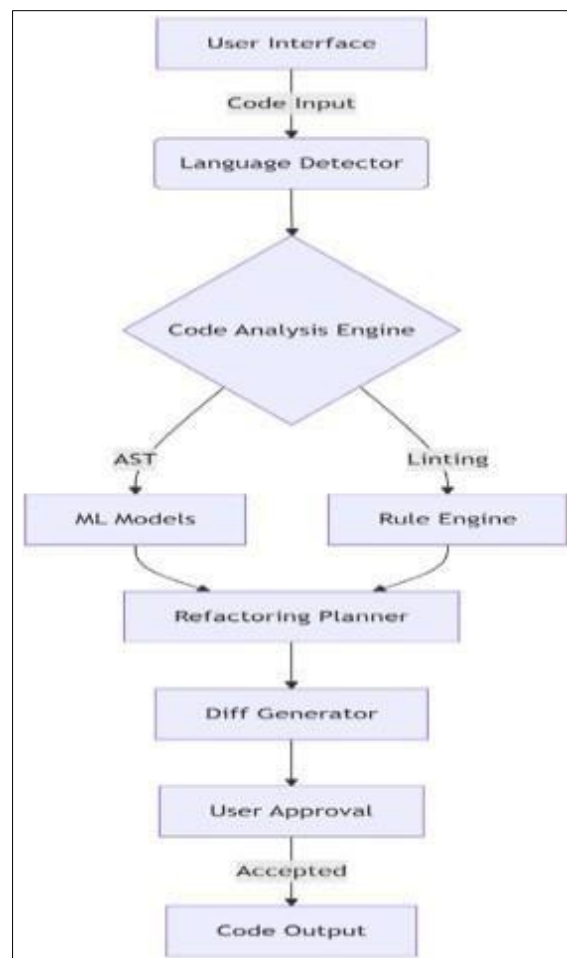 User Interface
Code Input
Language Detector
Code Analysis Engine
AST
Linting
ML Models
Rule Engine
Refactoring Planner
Diff Generator
User Approval
Accepted
Code Output